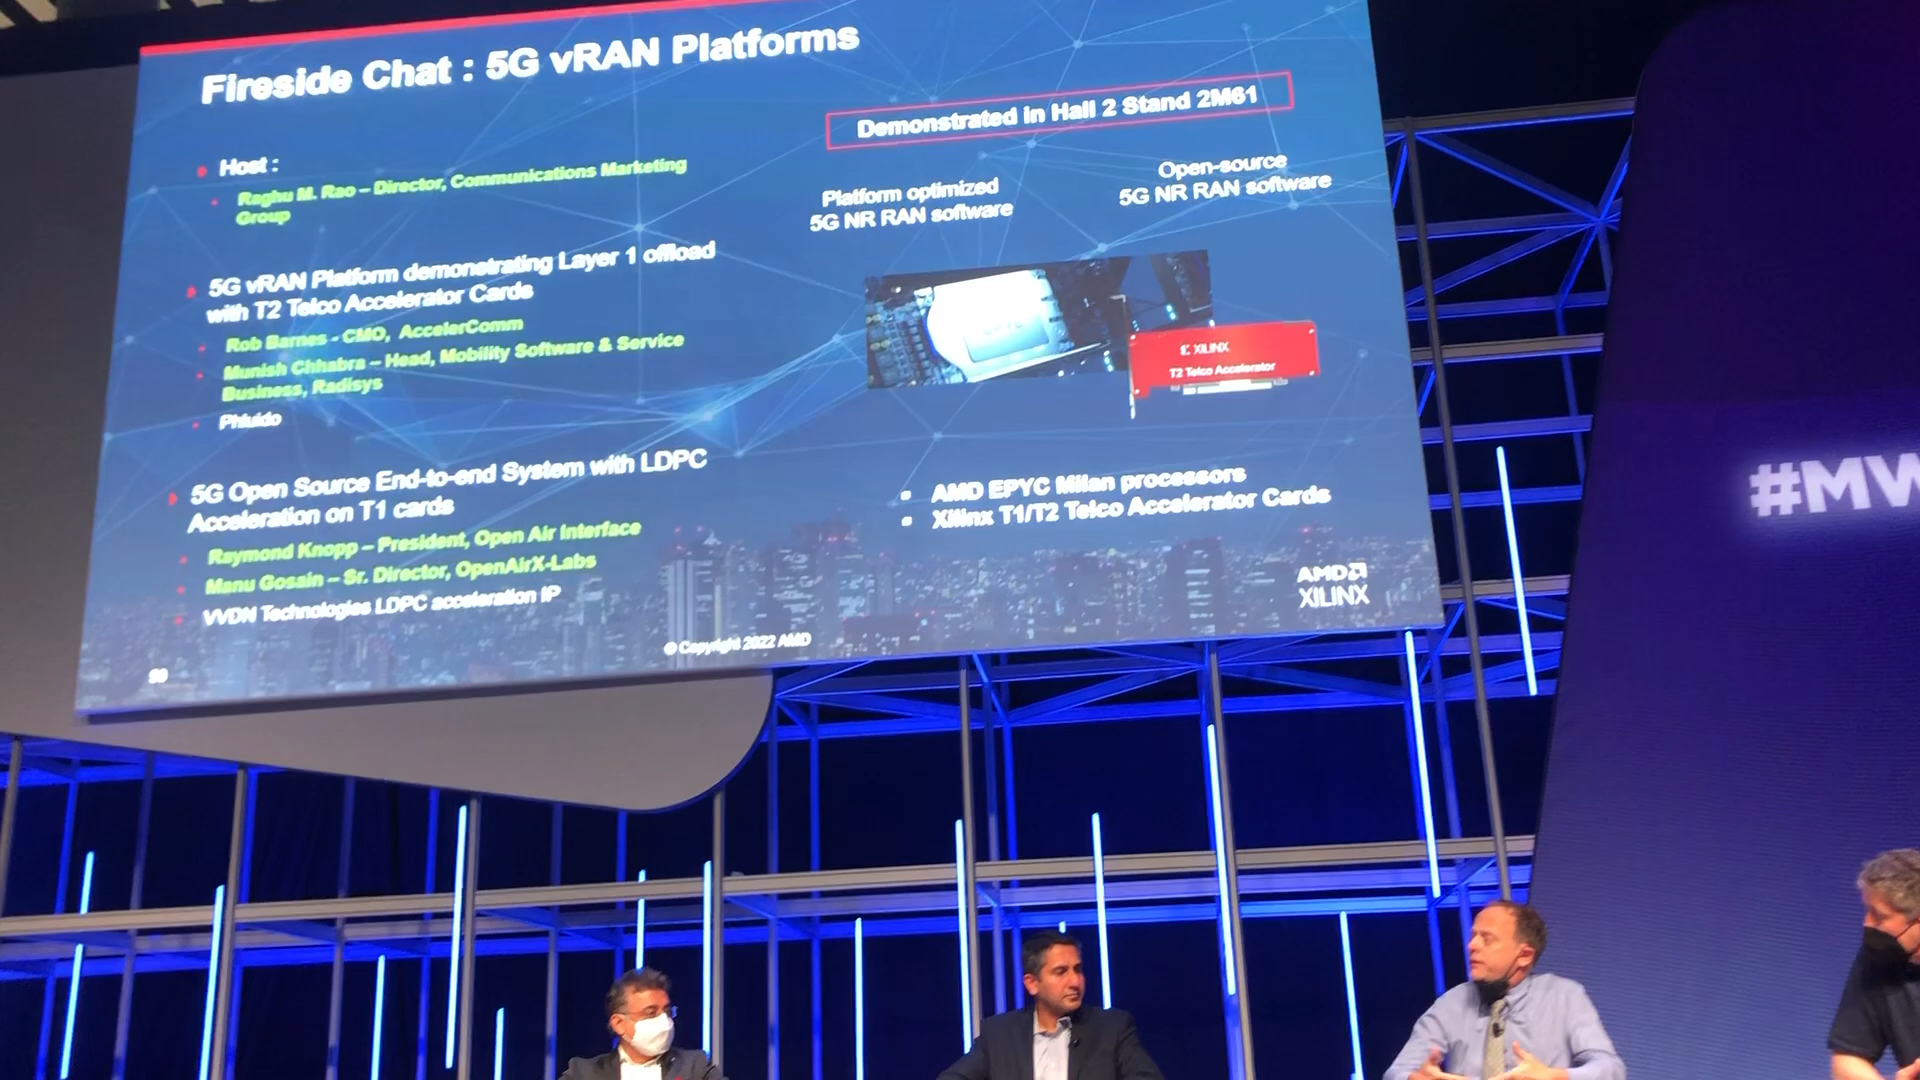 Fireside Chat : 5G vRAN Platforms
Demonstrated in Hall 2 Stand 2M61
Host :
Raghu M. Rao – Director, Communications Marketing
Group
5G vRAN Platform demonstrating Layer 1 offload
with T2 Telco Accelerator Cards
Rob Barnes - CMO, AccelerComm
Munish Chhabra – Head, Mobility Software & Service
Business, Radisys
Phluido
5G Open Source End-to-end System with LDPC
Acceleration on T1 cards
Raymond Knopp – President, Open Air Interface
Manu Gosain – Sr. Director, OpenAirX-Labs
VVDN Technologies LDPC acceleration IP
Platform optimized
5G NR RAN software
Open-source
5G NR RAN software
EPYC
XILINX
T2 Telco Accelerator
AMD EPYC Milan processors
Xilinx T1/T2 Telco Accelerator Cards
AMD
XILINX
© Copyright 2022 AMD
#MW